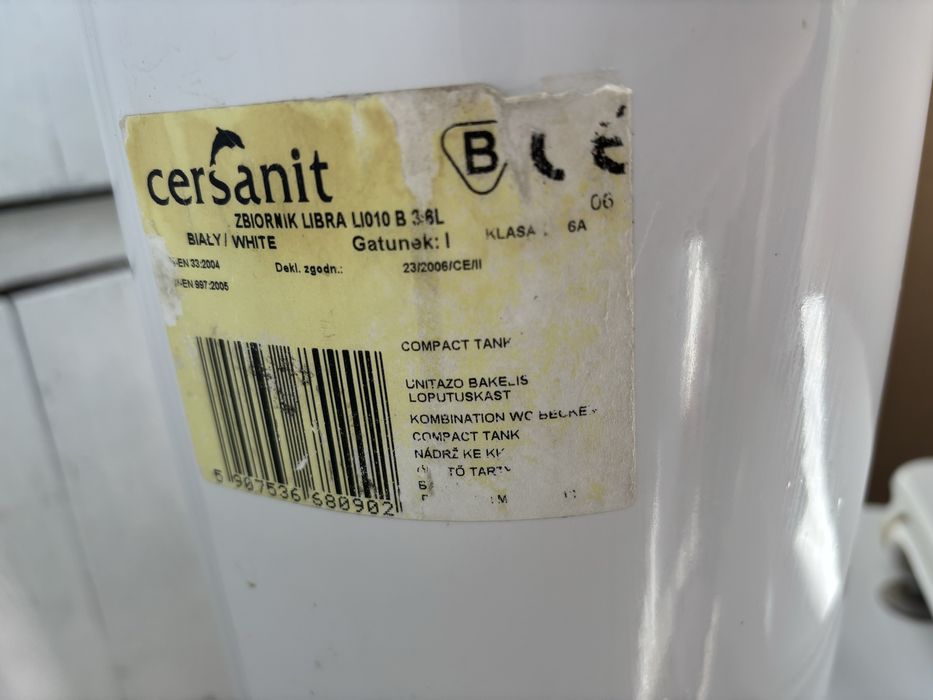 cersanit
B CE
06
ZBIORNIK LIBRA LI010 B 3-6L
BIAŁY / WHITE Gatunek: I KLASA 6A
EN 33:2004 Dekl. zgodn.: 23/2006/CE/II
EN 997:2005
COMPACT TANK
UNITAZO BAKELIS
LOPUTUSKAST
KOMBINATION WC
COMPACT TANK
NÁDRŽ KE
5 907536 680902